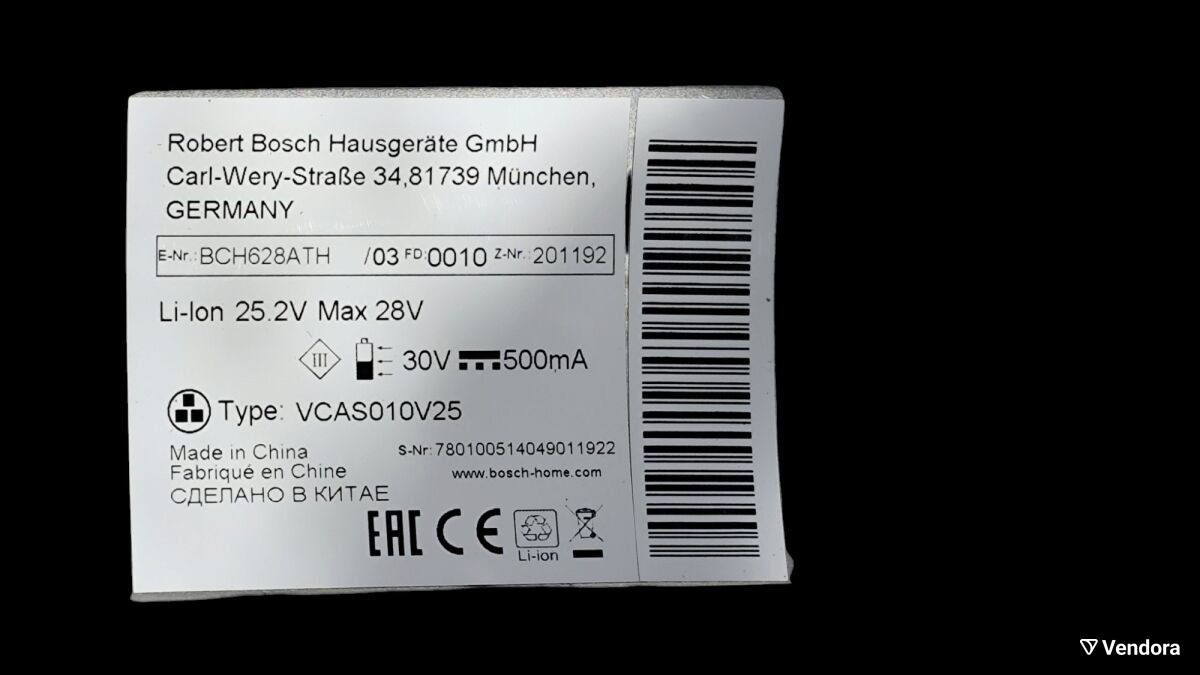 Robert Bosch Hausgeräte GmbH
Carl-Wery-Straße 34,81739 München,
GERMANY
E-Nr.:BCH628ATH /03 FD:0010 Z-Nr.:201192
Li-Ion 25.2V Max 28V
III 30V 500mA
Type: VCAS010V25
Made in China S-Nr:780100514049011922
Fabriqué en Chine www.bosch-home.com
СДЕЛАНО В КИТАЕ
EAC CE
Li-ion
Vendora